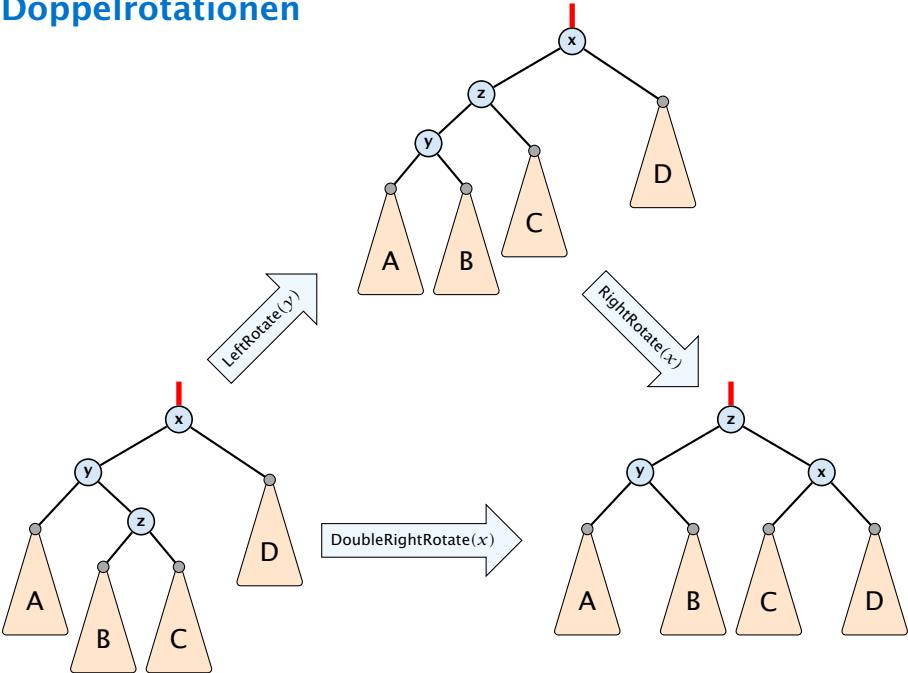 Doppelrotationen
x
z
y
D
C
A
B
LeftRotate(y)
RightRotate(x)
x
y
z
D
A
B
C
DoubleRightRotate(x)
z
y
x
A
B
C
D